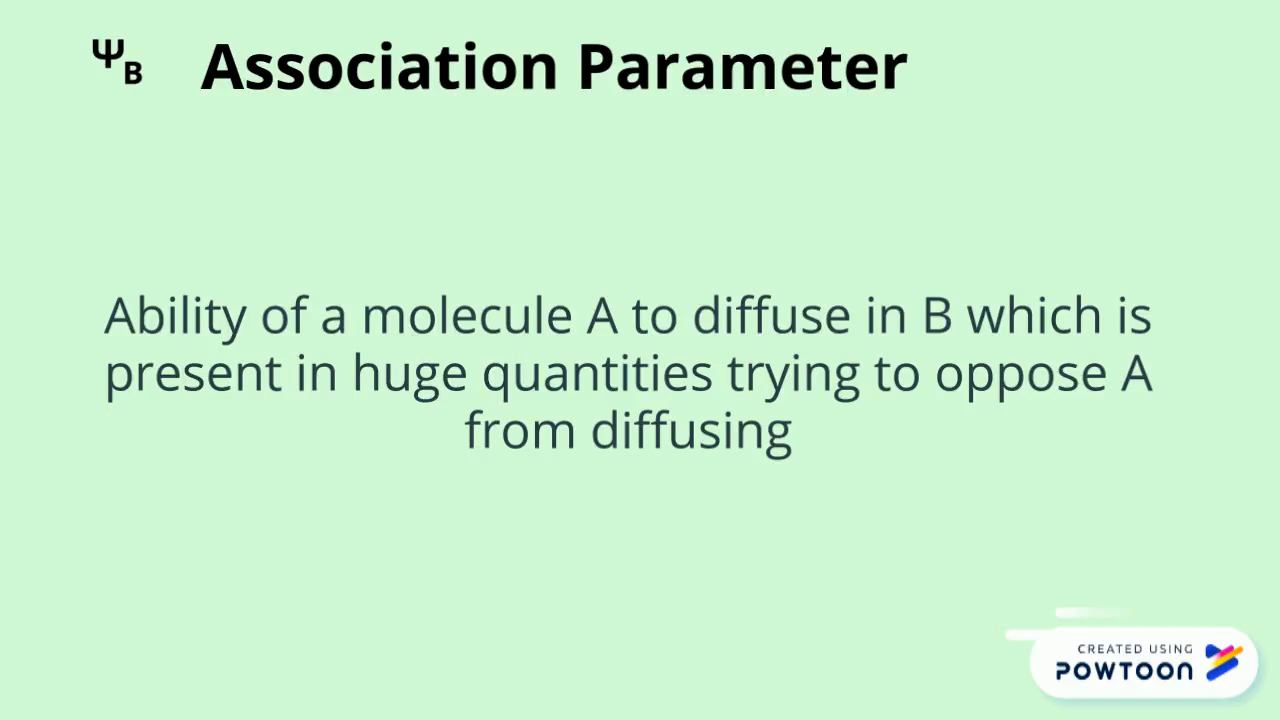 ΨB Association Parameter
Ability of a molecule A to diffuse in B which is
present in huge quantities trying to oppose A
from diffusing
CREATED USING
POWTOON